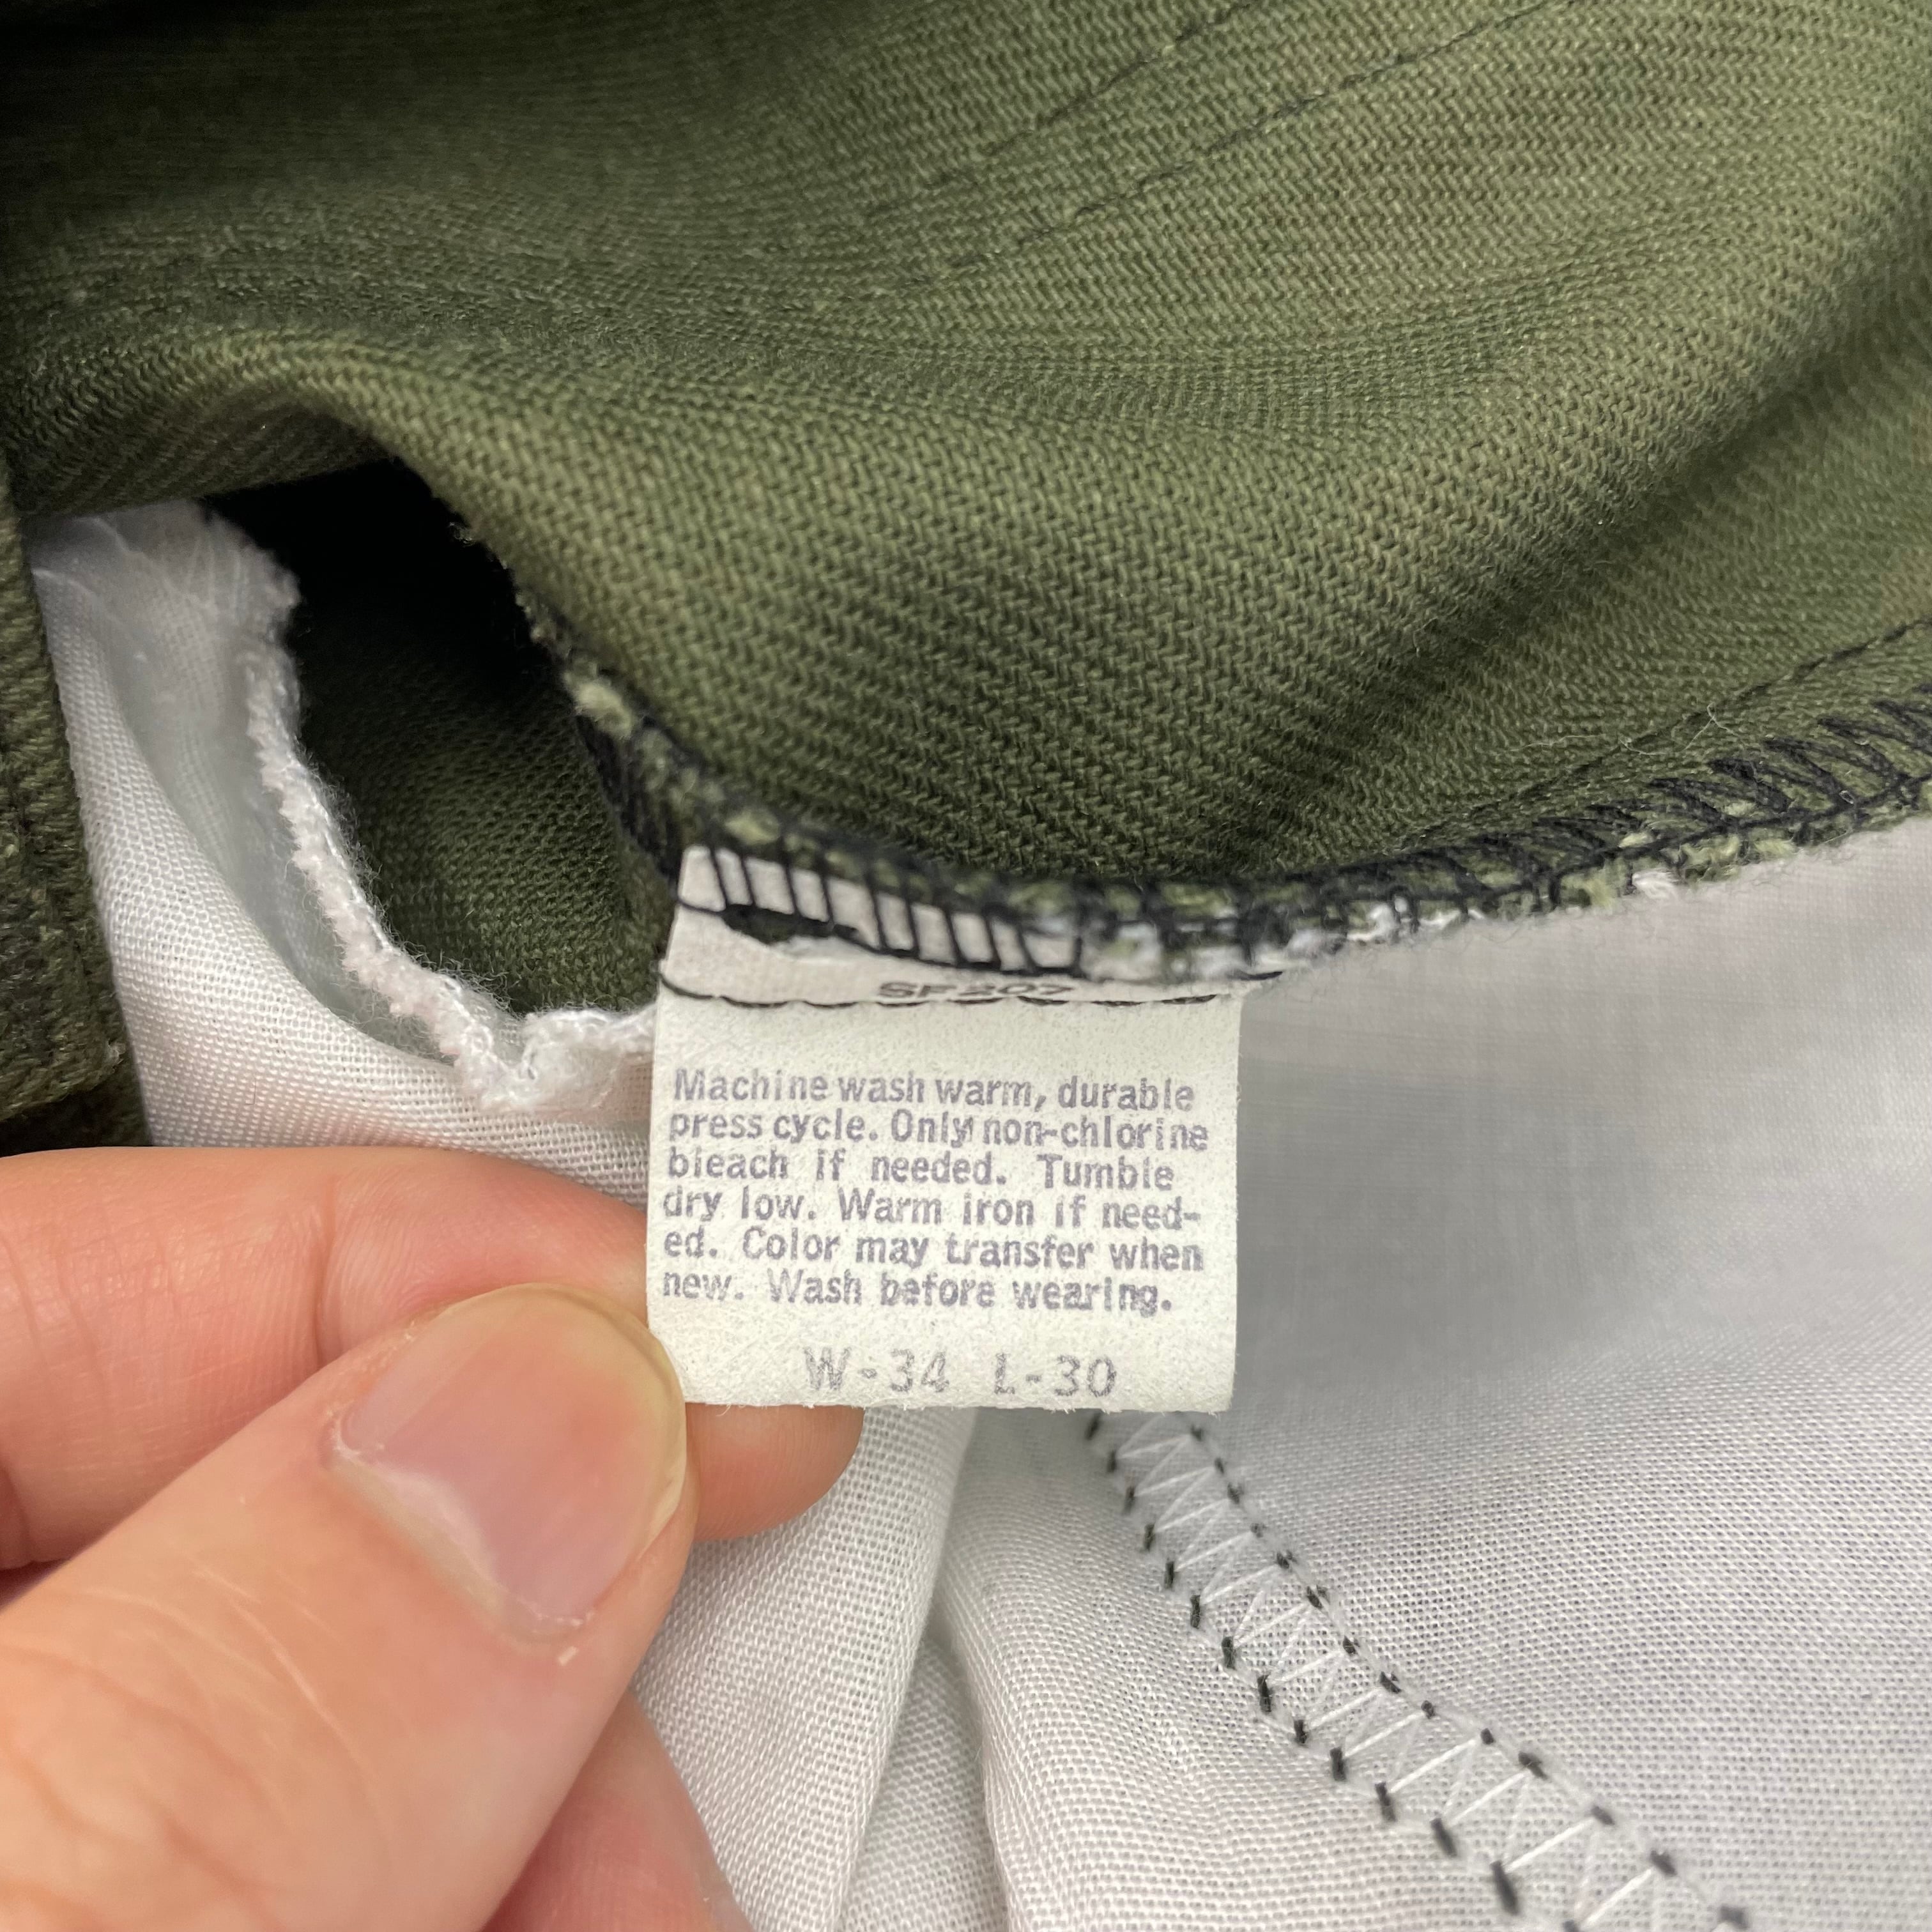 SF207
Machine wash warm, durable
press cycle. Only non-chlorine
bleach if needed. Tumble
dry low. Warm iron if need-
ed. Color may transfer when
new. Wash before wearing.
W-34 L-30